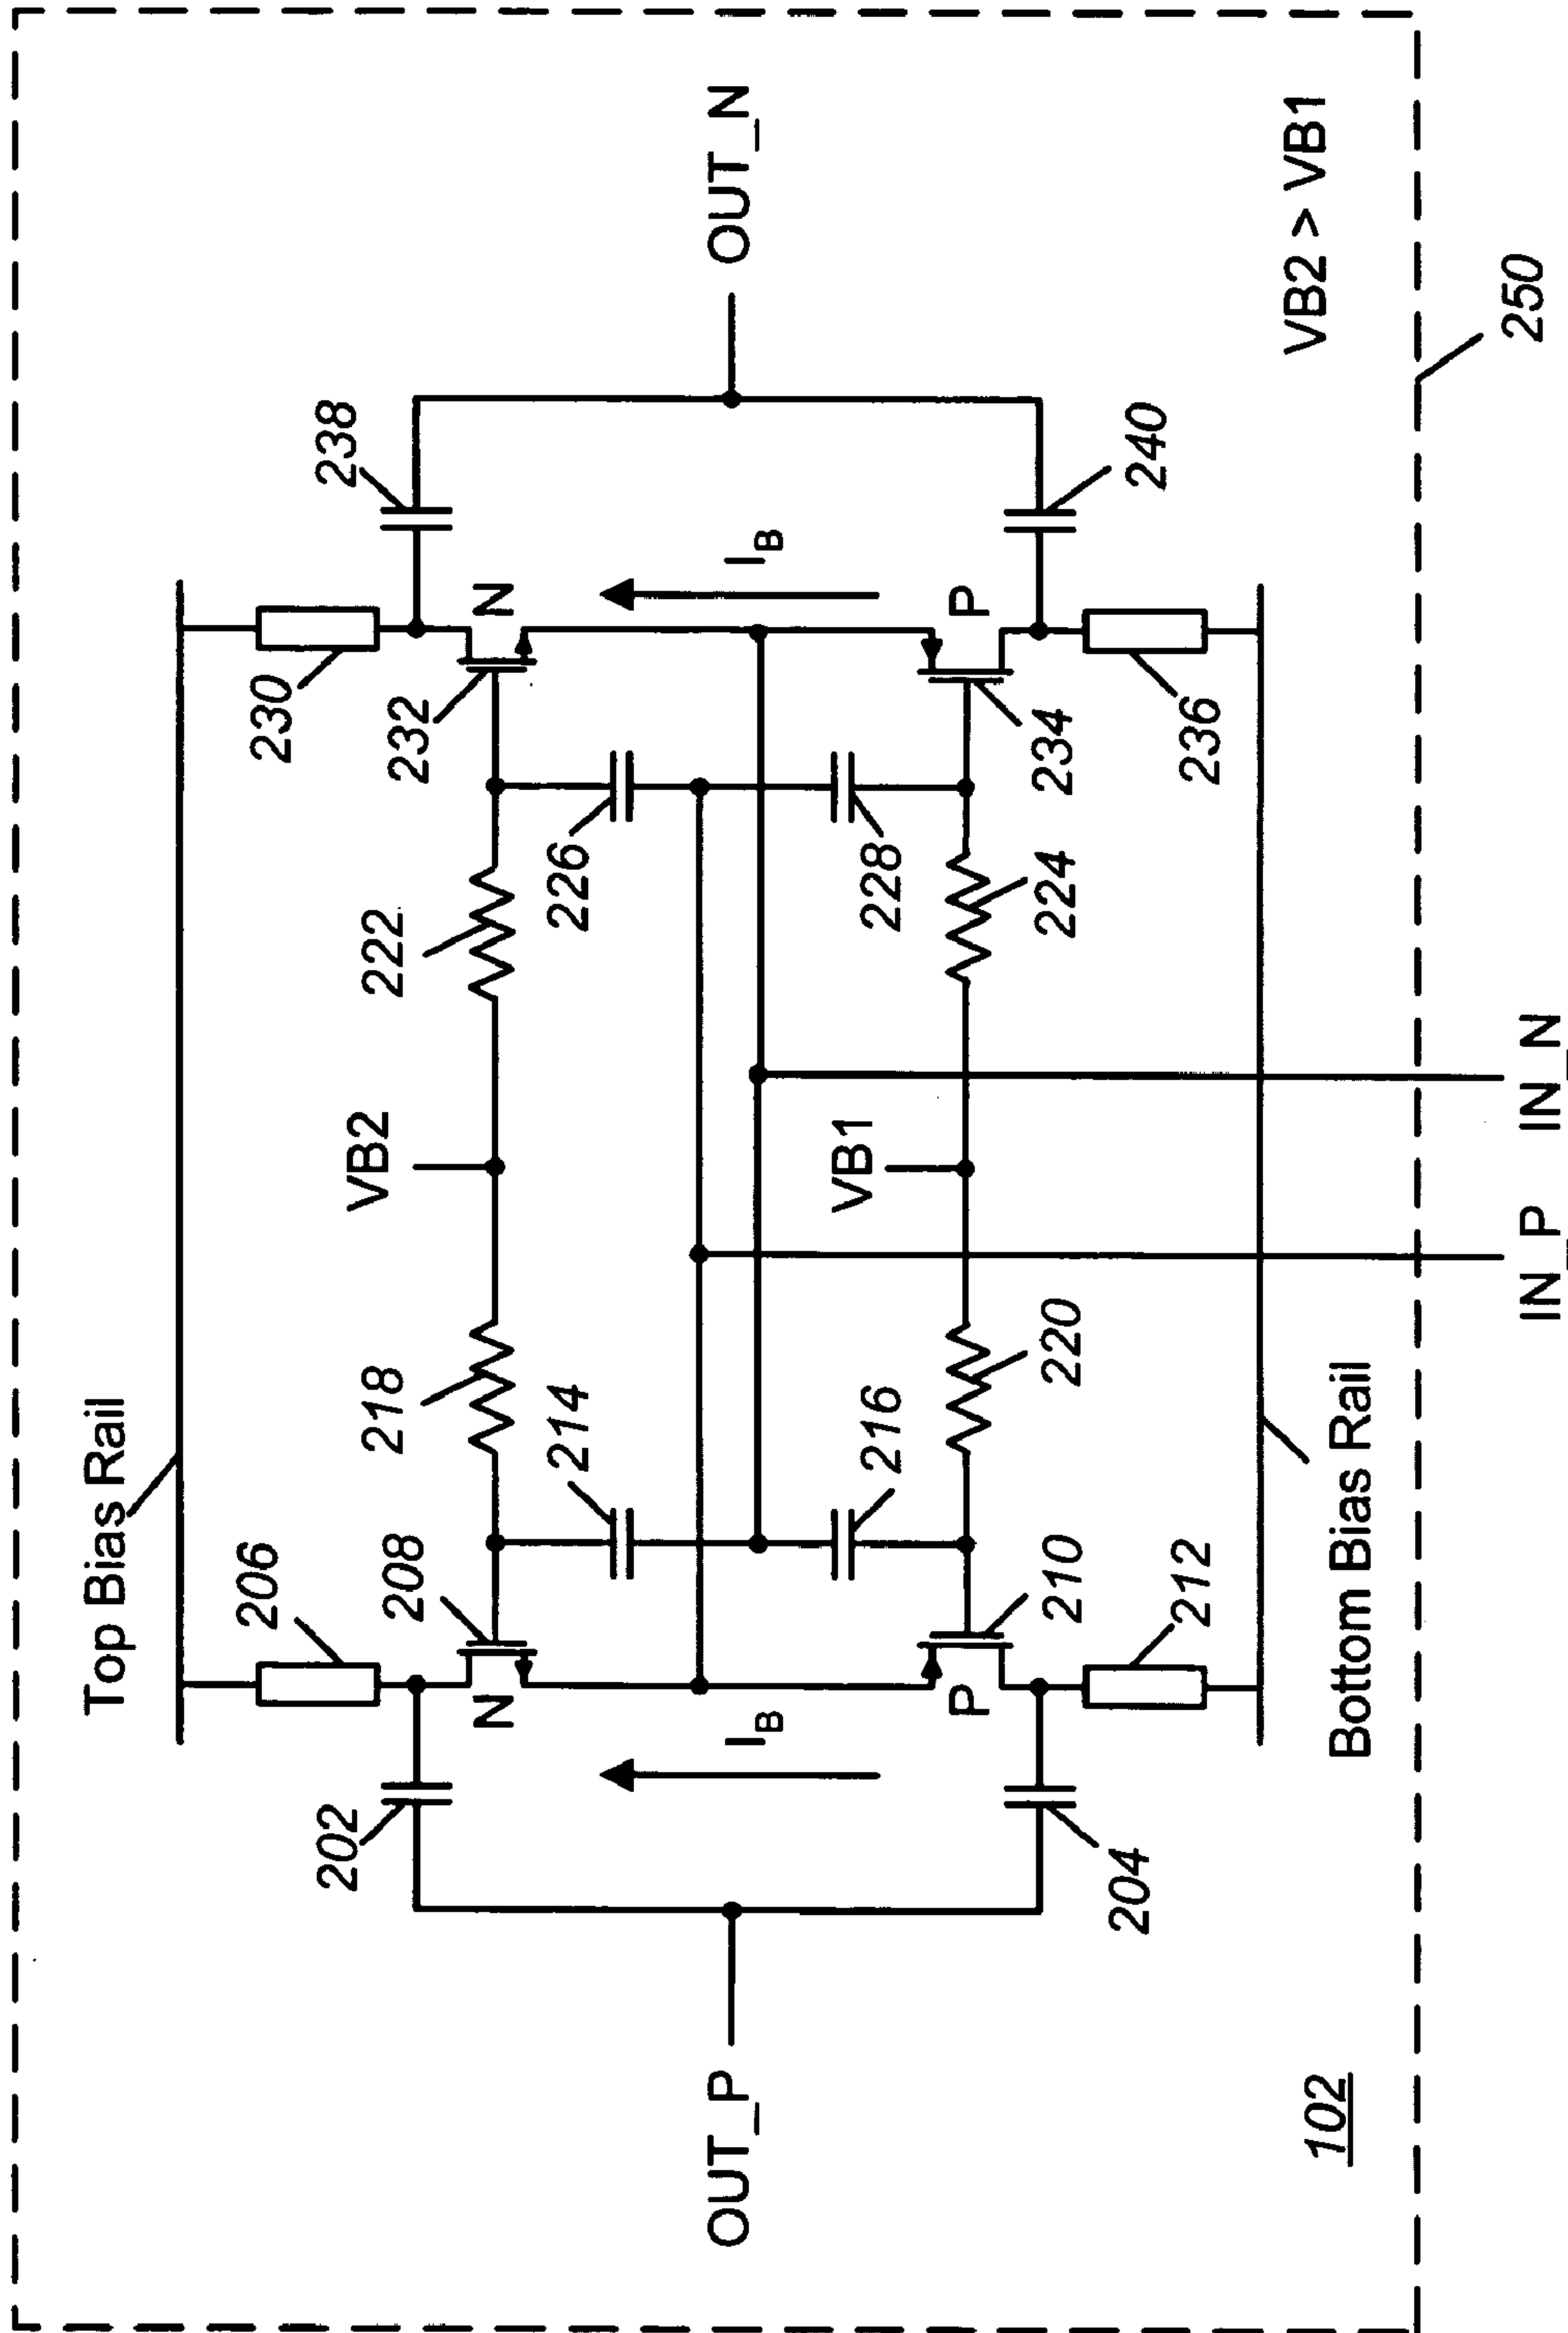 Top Bias Rail
206
230
202
208
218
VB2
222
232
238
N
N
214
226
OUT_P
I_B
I_B
OUT_N
216
VB1
228
P
P
204
210
220
224
234
240
212
236
Bottom Bias Rail
VB2 > VB1
102
250
IN_P
IN_N